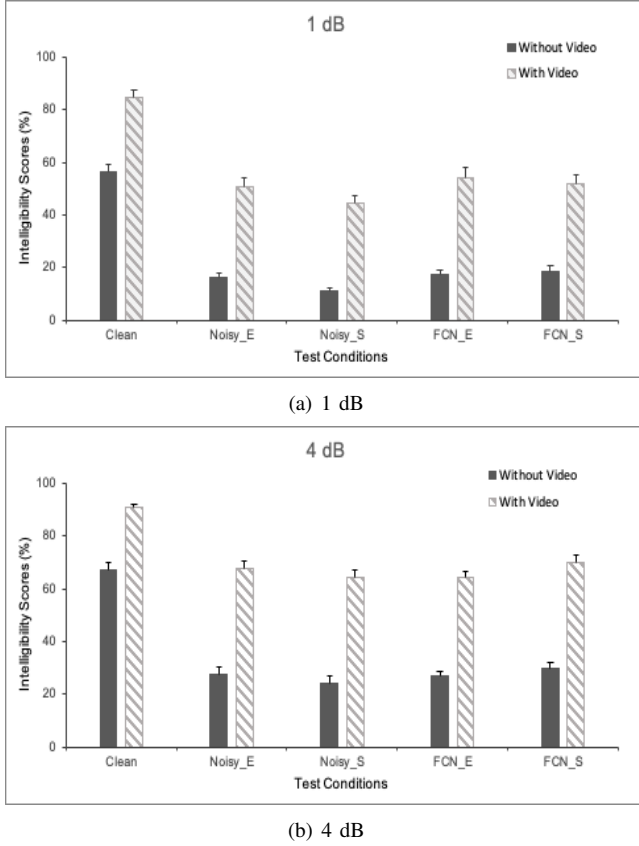 1 dB
Without Video
With Video
Intelligibility Scores (%)
100
80
60
40
20
0
Clean Noisy_E Noisy_S FCN_E FCN_S
Test Conditions
(a) 1 dB
4 dB
Without Video
With Video
Intelligibility Scores (%)
100
80
60
40
20
0
Clean Noisy_E Noisy_S FCN_E FCN_S
Test Conditions
(b) 4 dB